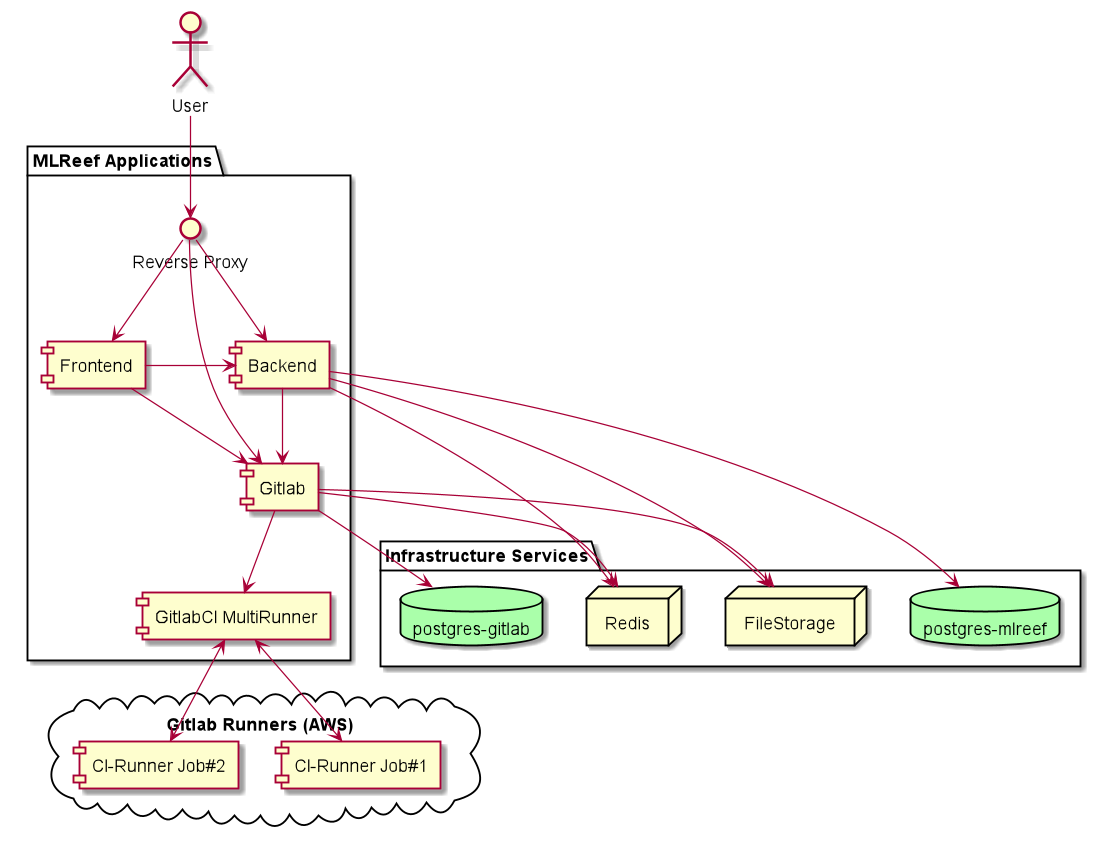 User
MLReef Applications
Reverse Proxy
Frontend
Backend
Gitlab
GitlabCI MultiRunner
Infrastructure Services
postgres-gitlab
Redis
FileStorage
postgres-mlreef
Gitlab Runners (AWS)
CI-Runner Job#2
CI-Runner Job#1